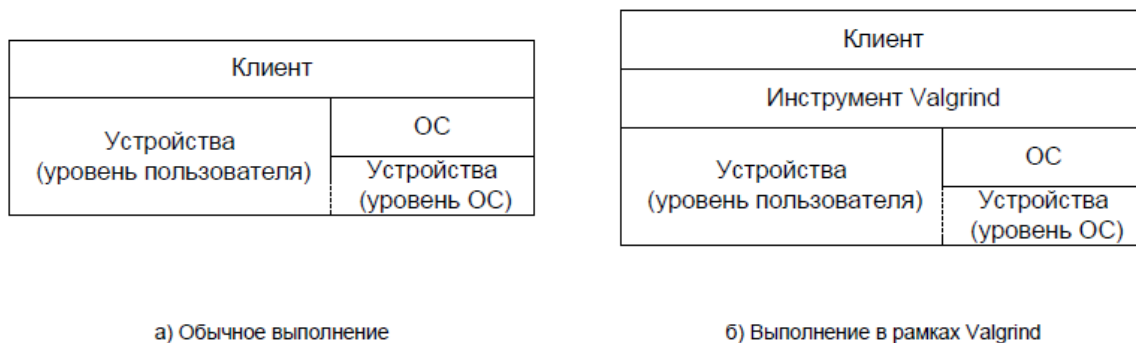 Клиент
Устройства
(уровень пользователя)
ОС
Устройства
(уровень ОС)
а) Обычное выполнение
Клиент
Инструмент Valgrind
Устройства
(уровень пользователя)
ОС
Устройства
(уровень ОС)
б) Выполнение в рамках Valgrind